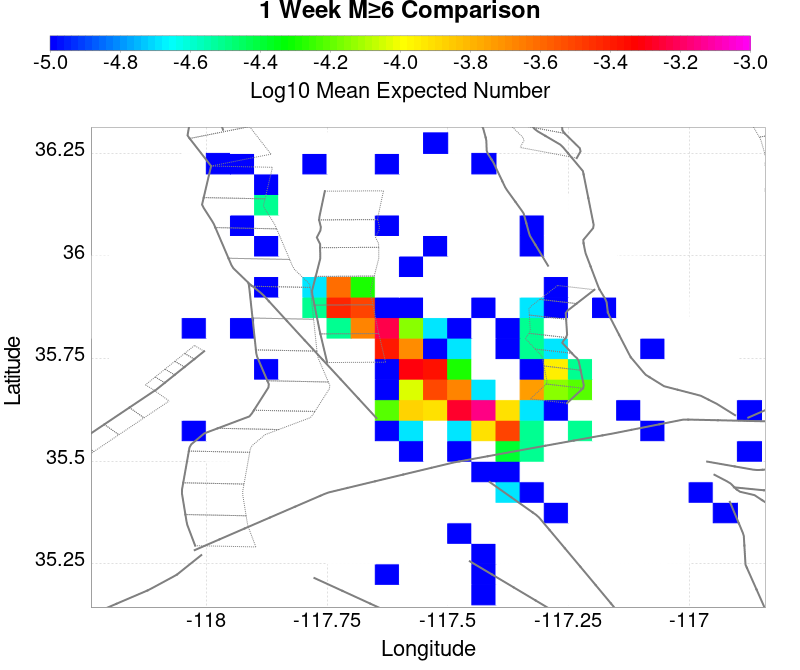 1 Week M≥6 Comparison
-5.0 -4.8 -4.6 -4.4 -4.2 -4.0 -3.8 -3.6 -3.4 -3.2 -3.0
Log10 Mean Expected Number
36.25
36
35.75
35.5
35.25
Latitude
-118 -117.75 -117.5 -117.25 -117
Longitude